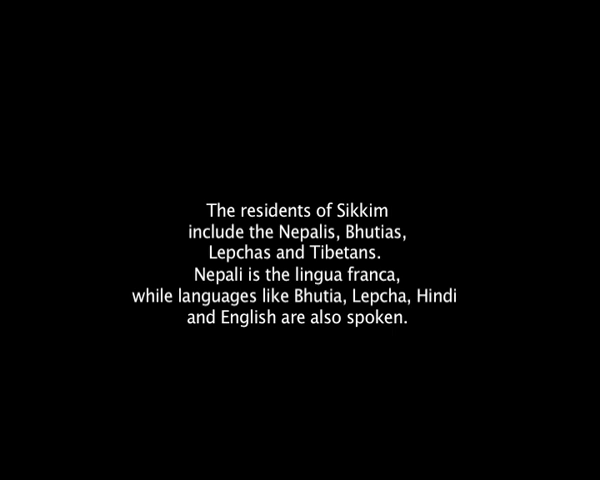 The residents of Sikkim
include the Nepalis, Bhutias,
Lepchas and Tibetans.
Nepali is the lingua franca,
while languages like Bhutia, Lepcha, Hindi
and English are also spoken.